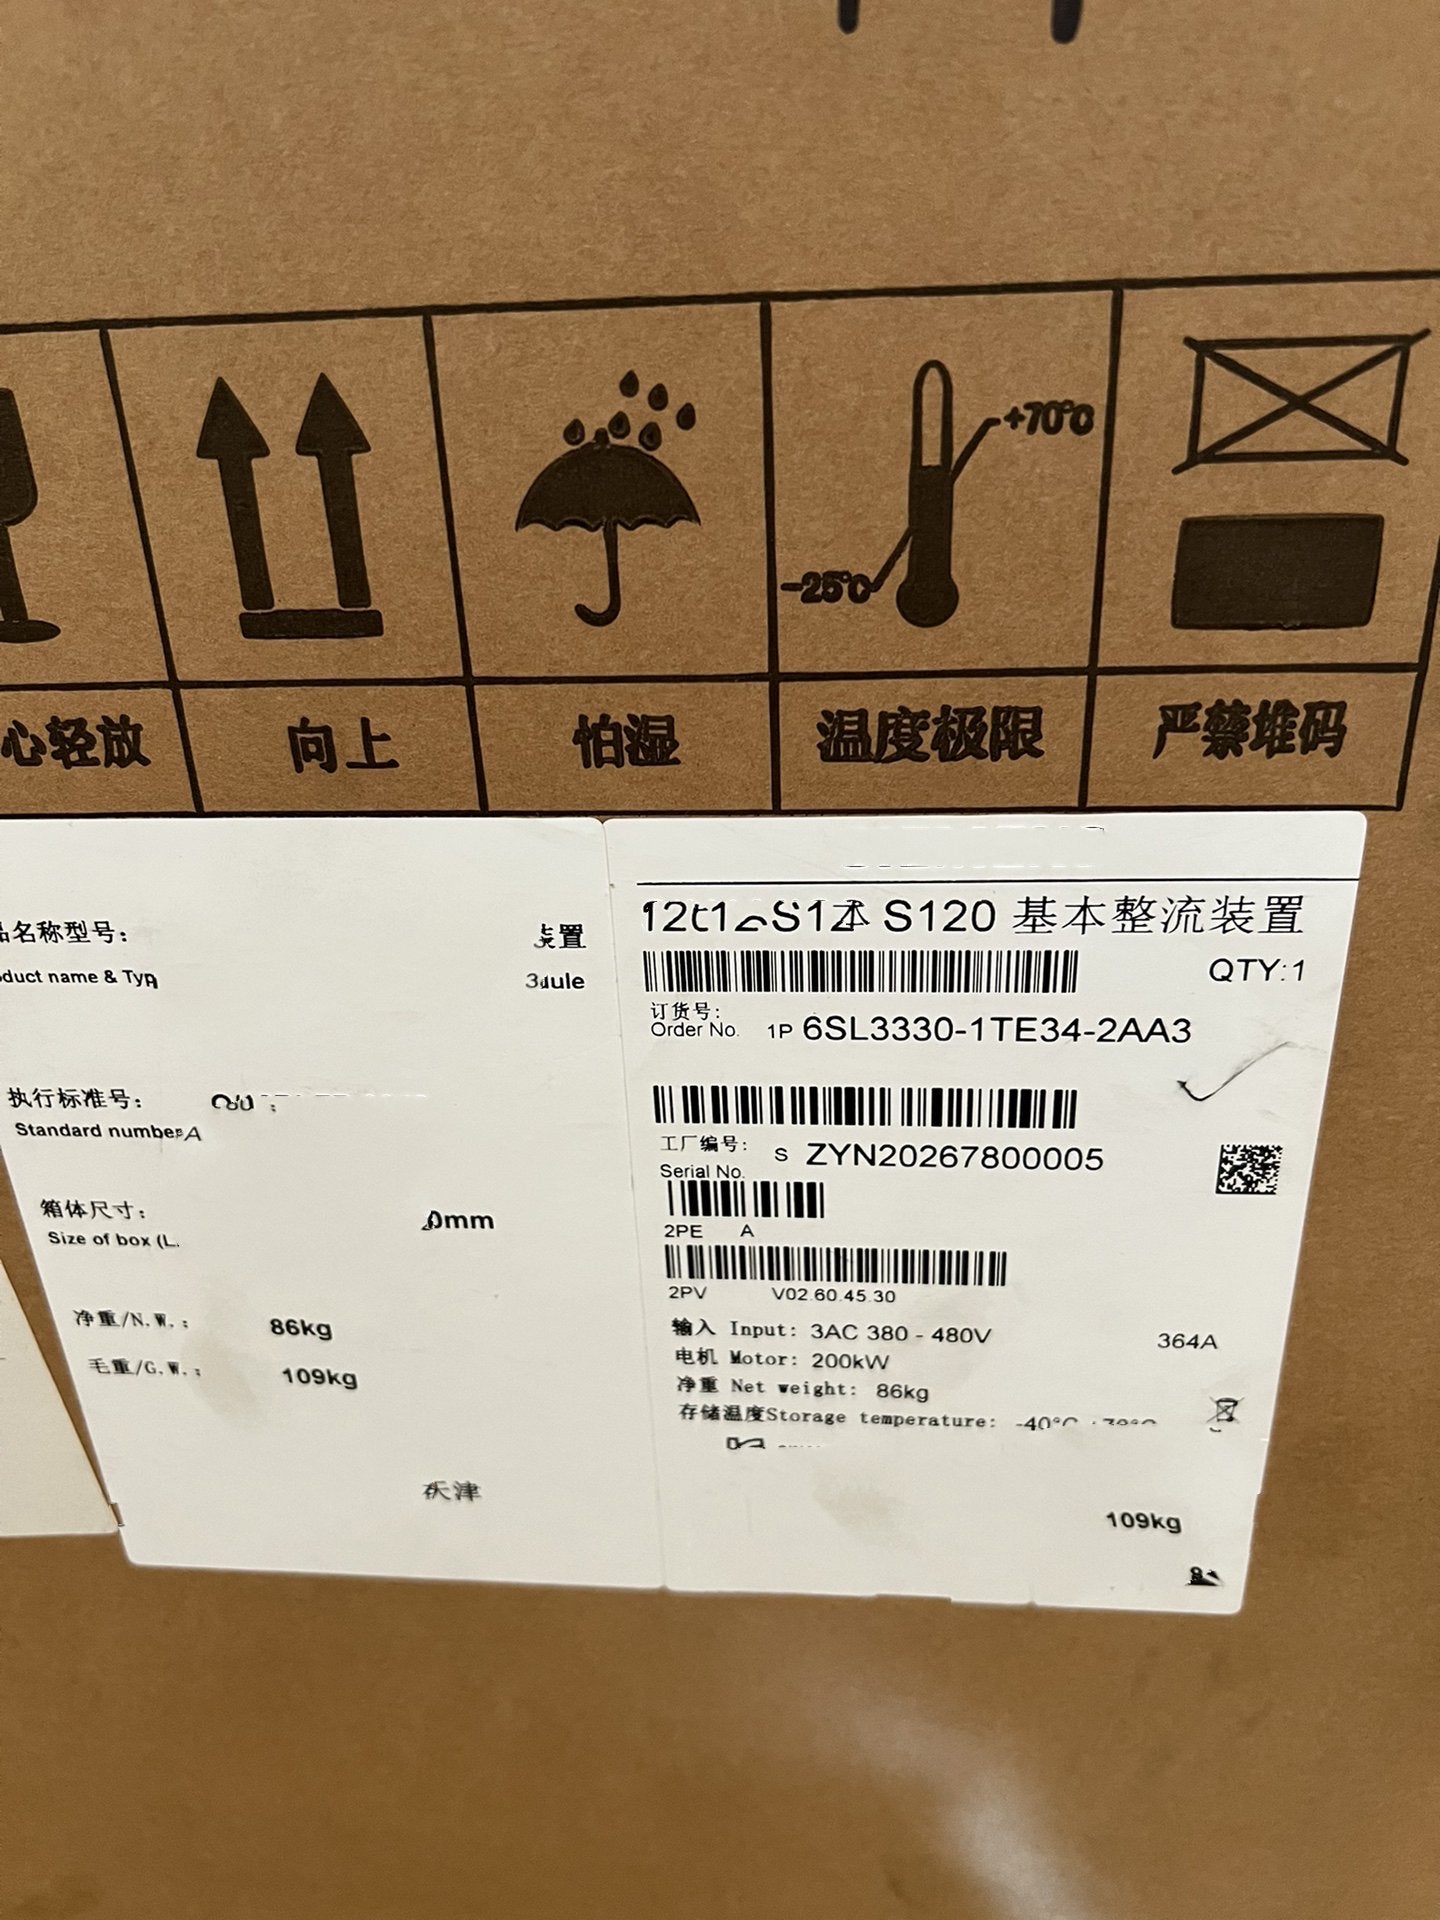 +70°C
-25°C
心轻放
向上
怕湿
温度极限
严禁堆码
S120 基本整流装置
QTY:1
订货号:
Order No. 1P 6SL3330-1TE34-2AA3
工厂编号:
Serial No. S ZYN20267800005
2PE A
2PV V02.60.45.30
输入 Input: 3AC 380 - 480V 364A
电机 Motor: 200kW
净重 Net weight: 86kg
存储温度Storage temperature: -40°C
109kg
名称型号: 装置
duct name &
执行标准号:
Standard number
箱体尺寸: 0mm
Size of box (L.
净重/N.W.: 86kg
毛重/G.W.: 109kg
天津